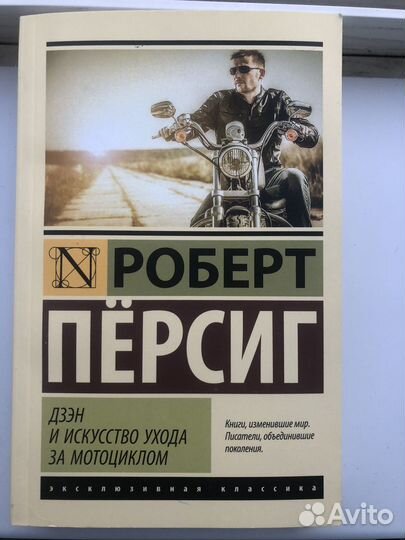 N
РОБЕРТ
ПЁРСИГ
ДЗЭН
И ИСКУССТВО УХОДА
ЗА МОТОЦИКЛОМ
Книги, изменившие мир.
Писатели, объединившие
поколения.
эксклюзивная классика
Avito